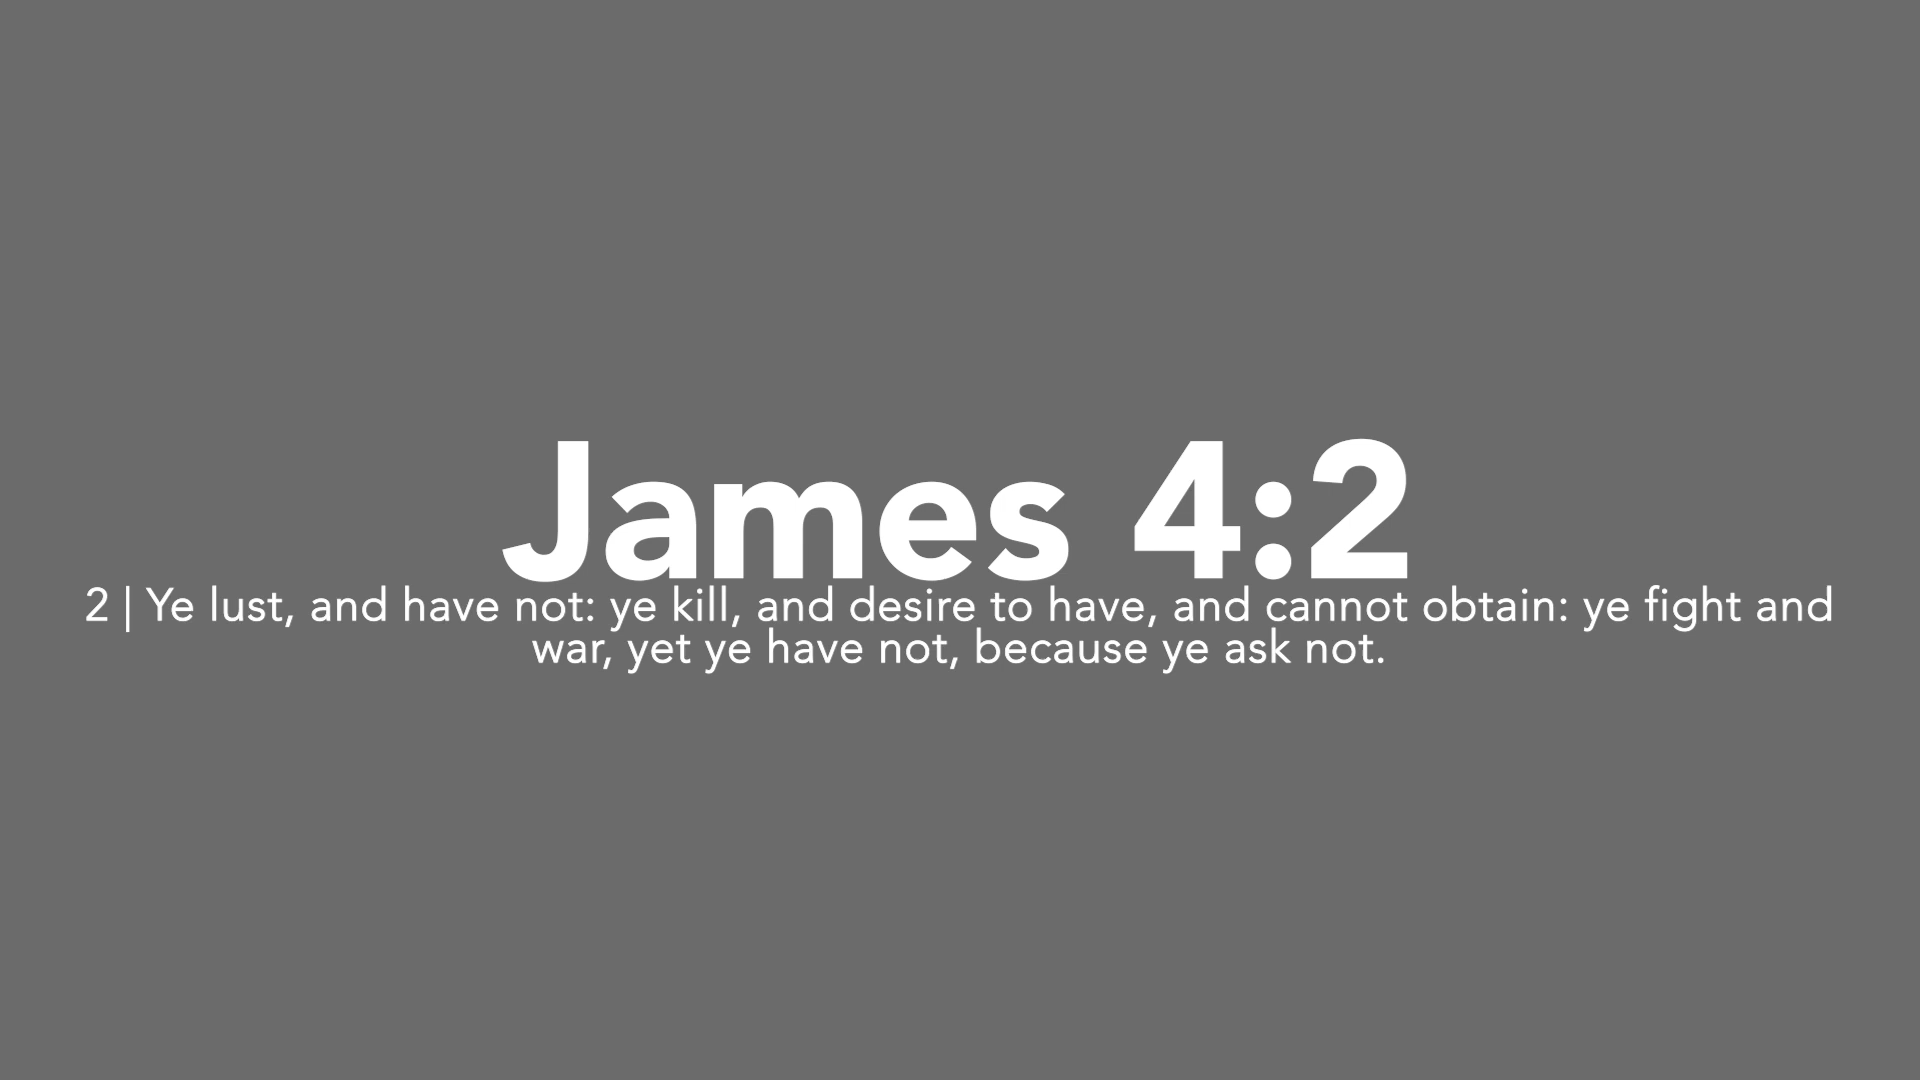 James 4:2
2 | Ye lust, and have not: ye kill, and desire to have, and cannot obtain: ye fight and
war, yet ye have not, because ye ask not.